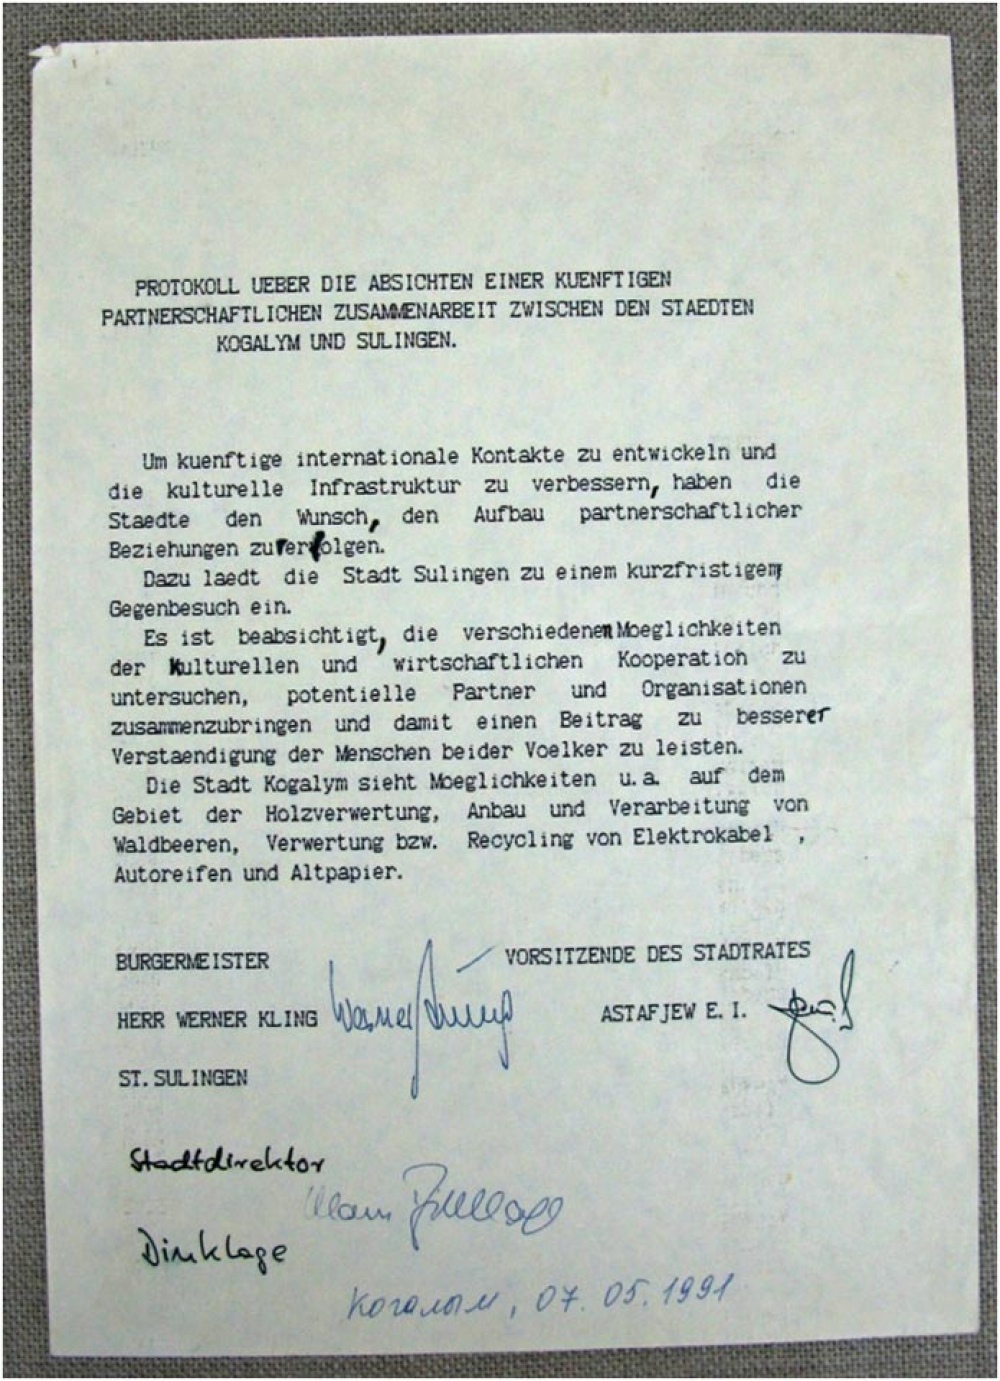 PROTOKOLL UEBER DIE ABSICHTEN EINER KUENFTIGEN
PARTNERSCHAFTLICHEN ZUSAMMENARBEIT ZWISCHEN DEN STAEDTEN
KOGALYM UND SULINGEN.
Um kuenftige internationale Kontakte zu entwickeln und
die kulturelle Infrastruktur zu verbessern, haben die
Staedte den Wunsch, den Aufbau partnerschaftlicher
Beziehungen zu verfolgen.
Dazu laedt die Stadt Sulingen zu einem kurzfristigem
Gegenbesuch ein.
Es ist beabsichtigt, die verschiedenen Moeglichkeiten
der Kulturellen und wirtschaftlichen Kooperation zu
untersuchen, potentielle Partner und Organisationen
zusammenzubringen und damit einen Beitrag zu besserer
Verstaendigung der Menschen beider Voelker zu leisten.
Die Stadt Kogalym sieht Moeglichkeiten u.a. auf dem
Gebiet der Holzverwertung, Anbau und Verarbeitung von
Waldbeeren, Verwertung bzw. Recycling von Elektrokabel ,
Autoreifen und Altpapier.
BURGERMEISTER VORSITZENDE DES STADTRATES
HERR WERNER KLING Werner Kling ASTAFJEW E. I.
ST. SULINGEN
Stadtdirektor
Dinklage
Когалым, 07.05.1991